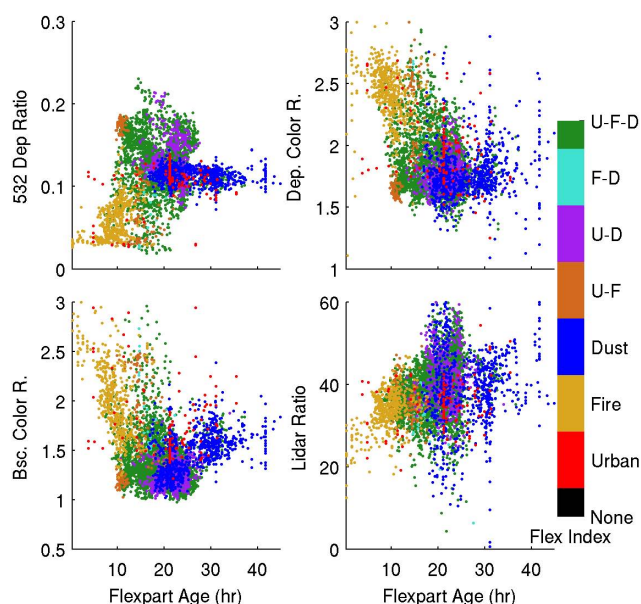 0.3
0.2
0.1
0
532 Dep Ratio
3
2.5
2
1.5
1
Dep. Color R.
3
2.5
2
1.5
1
0.5
Bsc. Color R.
10 20 30 40
Flexpart Age (hr)
60
40
20
0
Lidar Ratio
10 20 30 40
Flexpart Age (hr)
U-F-D
F-D
U-D
U-F
Dust
Fire
Urban
None
Flex Index